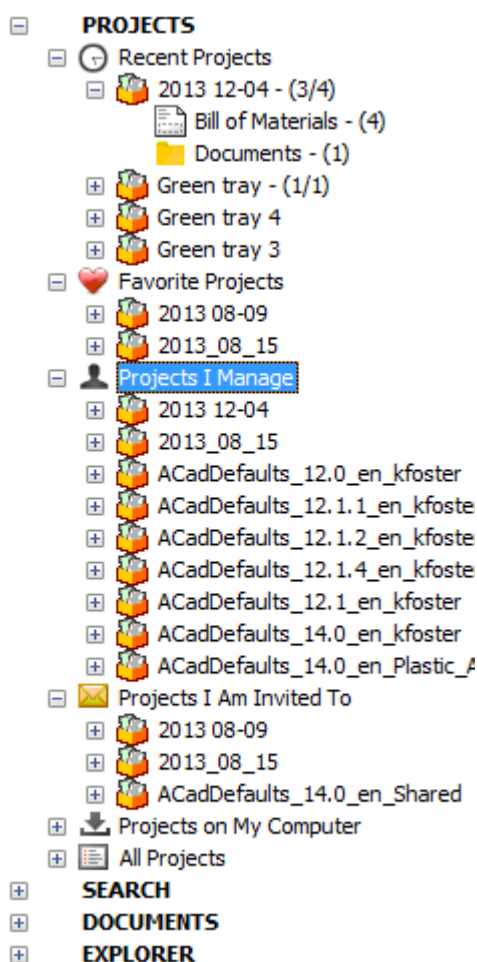 PROJECTS
Recent Projects
2013 12-04 - (3/4)
Bill of Materials - (4)
Documents - (1)
Green tray - (1/1)
Green tray 4
Green tray 3
Favorite Projects
2013 08-09
2013_08_15
Projects I Manage
2013 12-04
2013_08_15
ACadDefaults_12.0_en_kfoster
ACadDefaults_12.1.1_en_kfoste
ACadDefaults_12.1.2_en_kfoste
ACadDefaults_12.1.4_en_kfoste
ACadDefaults_12.1_en_kfoster
ACadDefaults_14.0_en_kfoster
ACadDefaults_14.0_en_Plastic_A
Projects I Am Invited To
2013 08-09
2013_08_15
ACadDefaults_14.0_en_Shared
Projects on My Computer
All Projects
SEARCH
DOCUMENTS
EXPLORER